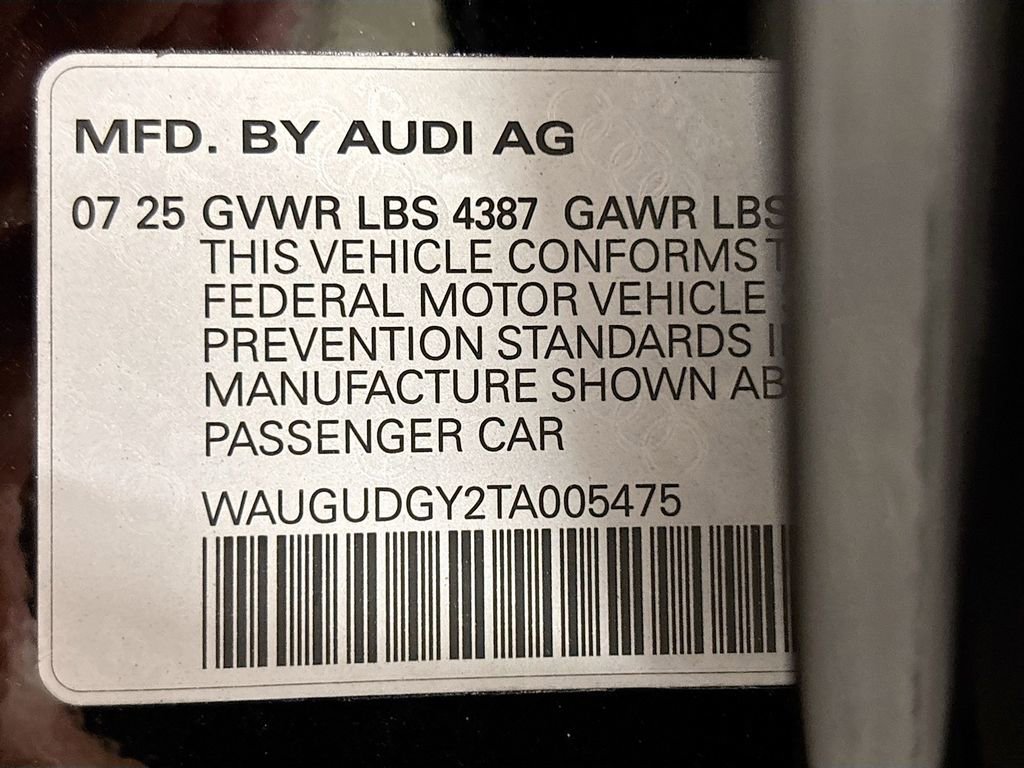 MFD. BY AUDI AG
07 25 GVWR LBS 4387 GAWR LBS
THIS VEHICLE CONFORMS
FEDERAL MOTOR VEHICLE
PREVENTION STANDARDS
MANUFACTURE SHOWN AB
PASSENGER CAR
WAUGUDGY2TA005475